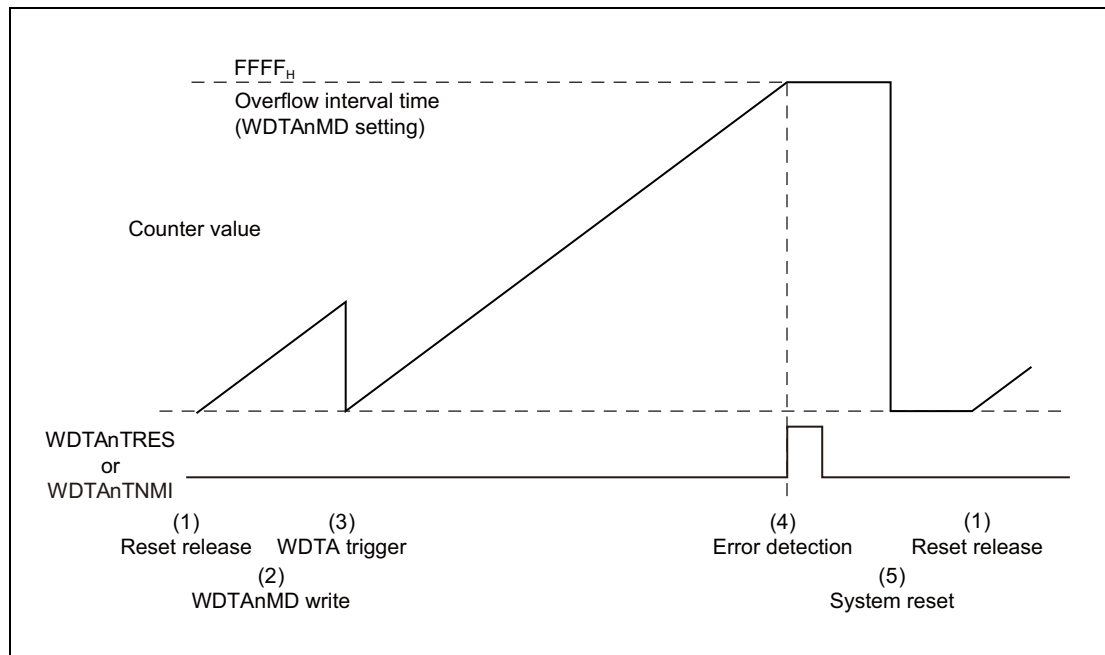 FFFFH
Overflow interval time
(WDTAnMD setting)
Counter value
WDTAnTRES
or
WDTAnTNMI
(1)
Reset release
(2)
WDTAnMD write
(3)
WDTA trigger
(4)
Error detection
(5)
System reset
(1)
Reset release